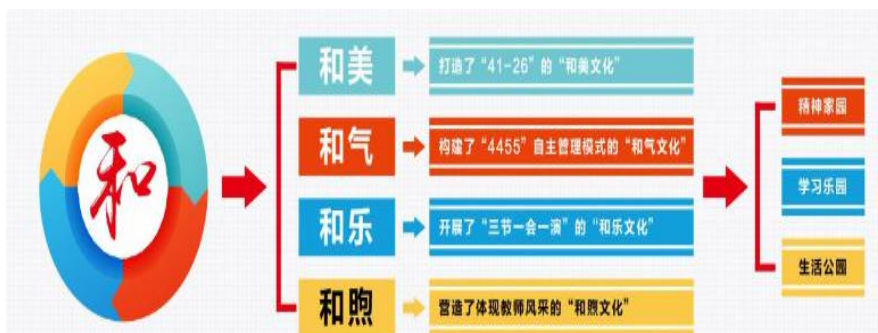 和
和美
打造了“41-26”的“和美文化”
和气
构建了“4455”自主管理模式的“和气文化”
和乐
开展了“三节一会一演”的“和乐文化”
和煦
营造了体现教师风采的“和煦文化”
精神家园
学习乐园
生活公园